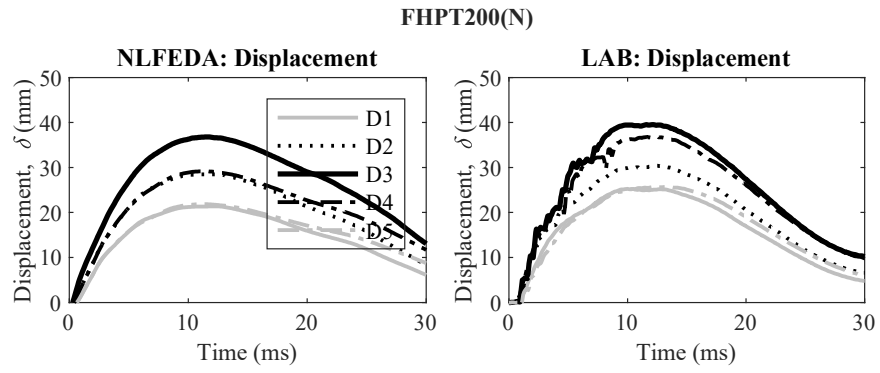 FHPT200(N)
NLFEDA: Displacement
Displacement, δ (mm)
50
40
30
20
10
0
0 10 20 30
Time (ms)
D1
D2
D3
D4
D5
LAB: Displacement
Displacement, δ (mm)
50
40
30
20
10
0
0 10 20 30
Time (ms)